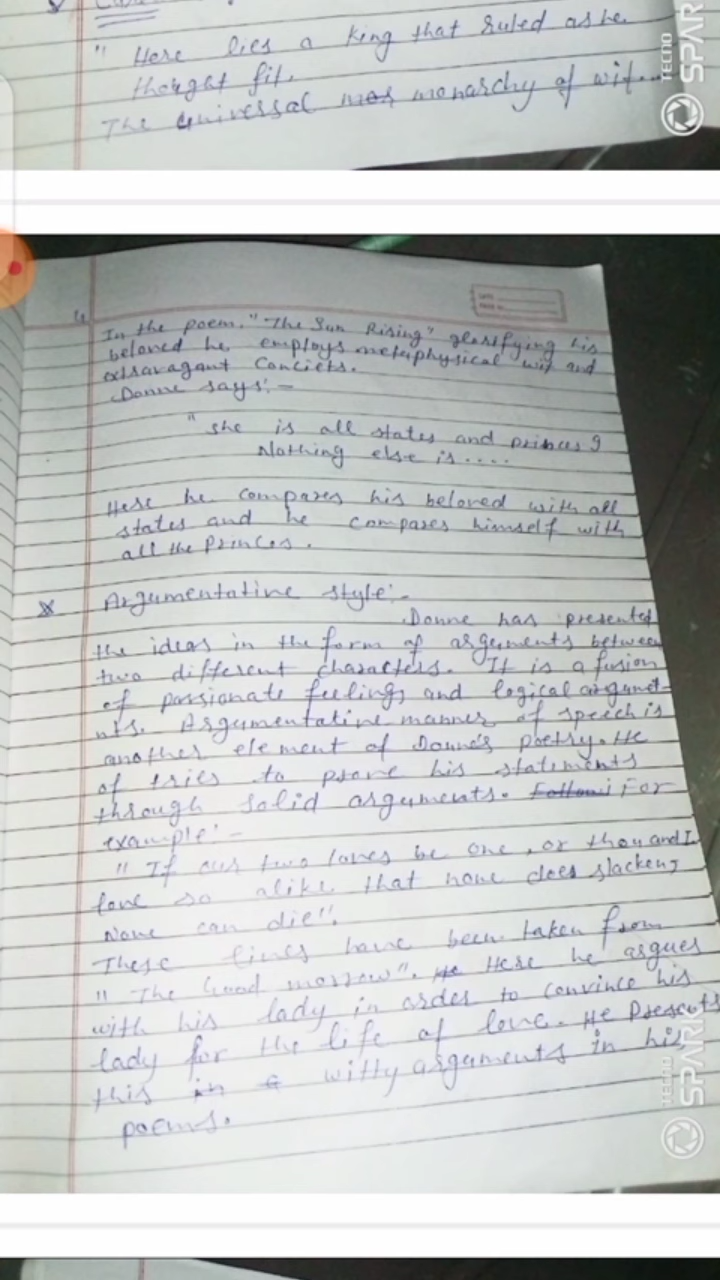 " Here lies a king that ruled as he
thought fit.
The universal mos monarchy of wit...
TECNO
SPAR
In the poem, "The Sun Rising" glorifying his
beloved he employs metaphysical wit and
extravagant Conciets.
Donne says:-
"she is all states and princes I
Nothing else is....
Here he compares his beloved with all
states and he compares himself with
all the Princes.
Argumentative style:-
Donne has presented
the ideas in the form of arguments between
two different characters. It is a fusion
of passionate feelings and logical argumet-
nts. Argumentative manner of speech is
another element of Donne's poetry. He
of tries to prove his statements
through solid arguments. For
example:-
"If our two loves be one, or thou and I
love so alike that none does slacken,
None can die".
These lines have been taken from
"The Good morrow". He Here he argues
with his lady in order to convince his
lady for the life of love. He presents
this in witty arguments in his
poems.
TECNO
SPAR